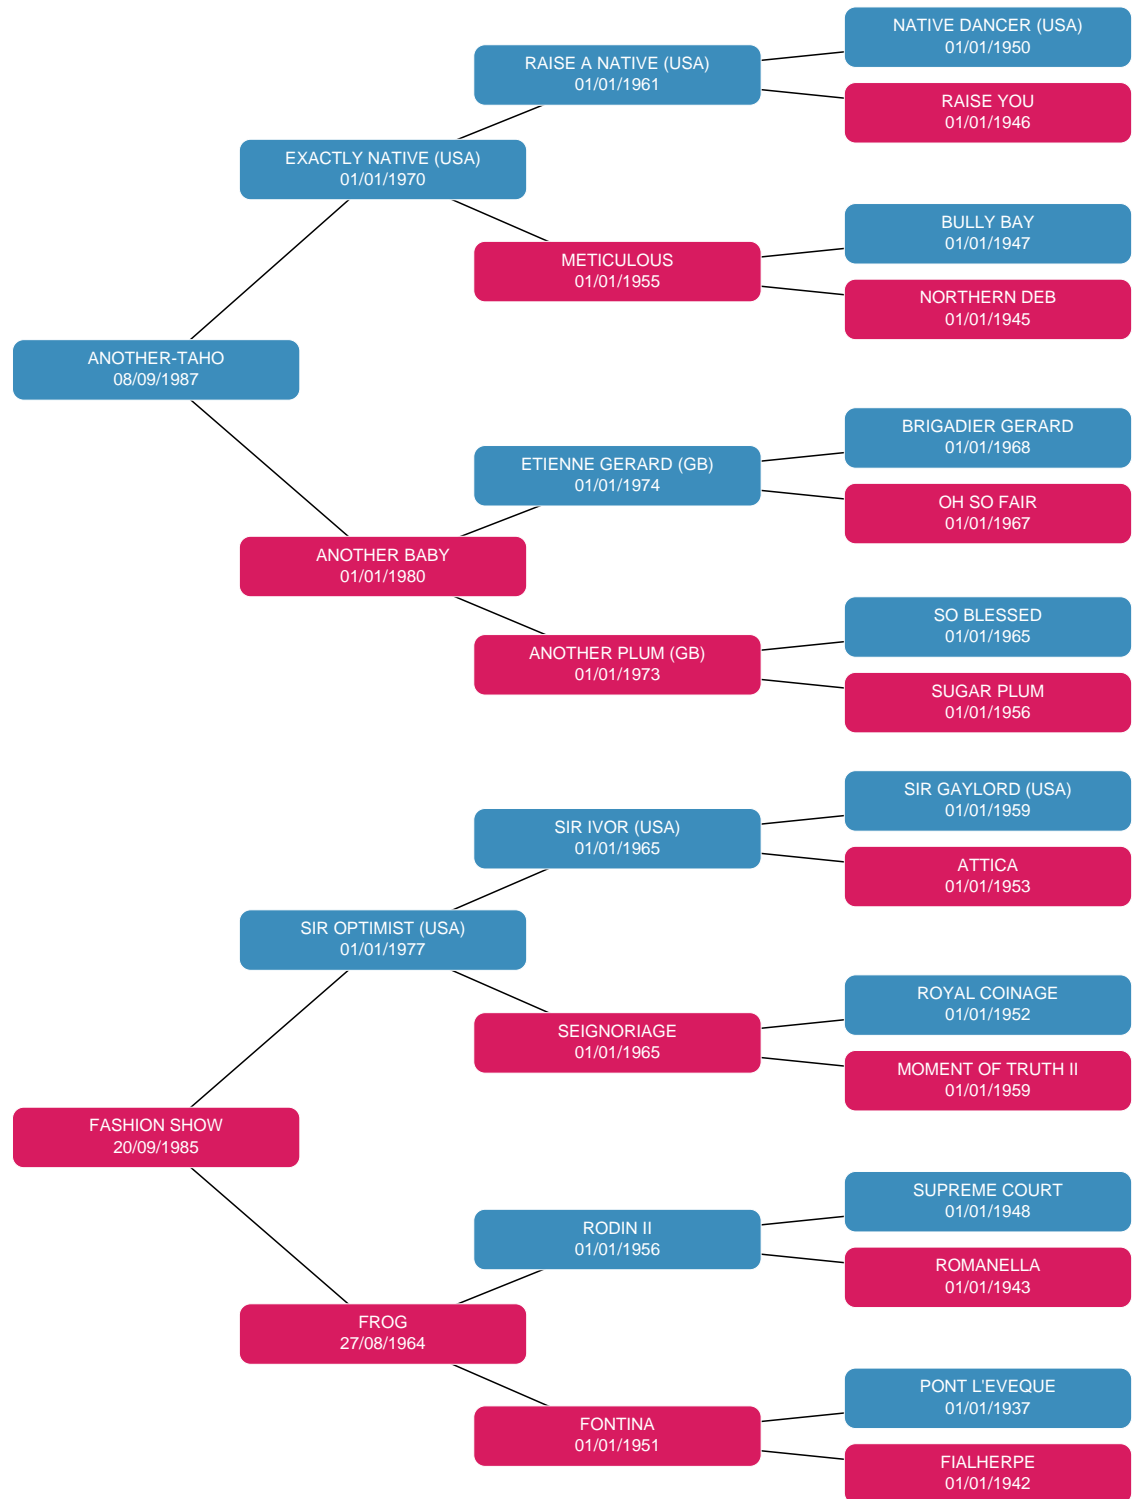 NATIVE DANCER (USA)
01/01/1950
RAISE A NATIVE (USA)
01/01/1961
RAISE YOU
01/01/1946
EXACTLY NATIVE (USA)
01/01/1970
BULLY BAY
01/01/1947
METICULOUS
01/01/1955
NORTHERN DEB
01/01/1945
ANOTHER-TAHO
08/09/1987
BRIGADIER GERARD
01/01/1968
ETIENNE GERARD (GB)
01/01/1974
OH SO FAIR
01/01/1967
ANOTHER BABY
01/01/1980
SO BLESSED
01/01/1965
ANOTHER PLUM (GB)
01/01/1973
SUGAR PLUM
01/01/1956
SIR GAYLORD (USA)
01/01/1959
SIR IVOR (USA)
01/01/1965
ATTICA
01/01/1953
SIR OPTIMIST (USA)
01/01/1977
ROYAL COINAGE
01/01/1952
SEIGNORIAGE
01/01/1965
MOMENT OF TRUTH II
01/01/1959
FASHION SHOW
20/09/1985
SUPREME COURT
01/01/1948
RODIN II
01/01/1956
ROMANELLA
01/01/1943
FROG
27/08/1964
PONT L'EVEQUE
01/01/1937
FONTINA
01/01/1951
FIALHERPE
01/01/1942